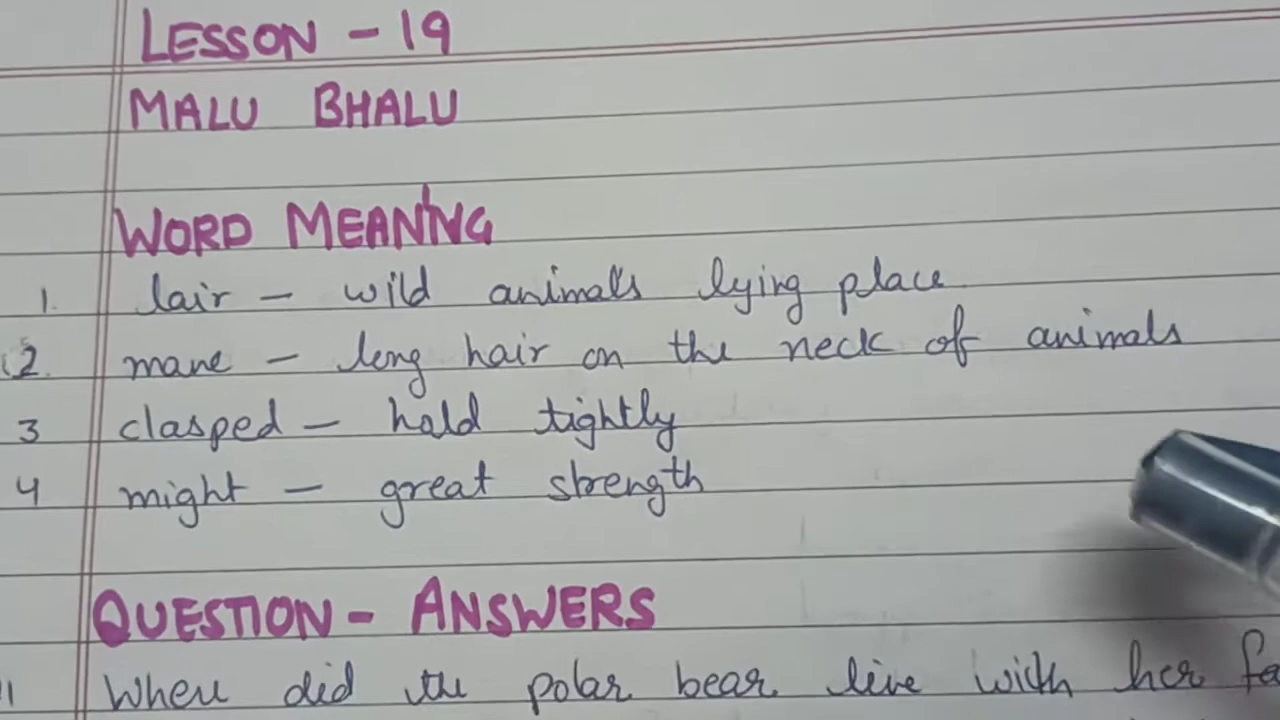 LESSON - 19
MALU BHALU
WORD MEANING
1. lair - wild animals lying place
2. mane - long hair on the neck of animals
3 clasped - hold tightly
4 might - great strength
QUESTION - ANSWERS
1 Where did the polar bear live with her